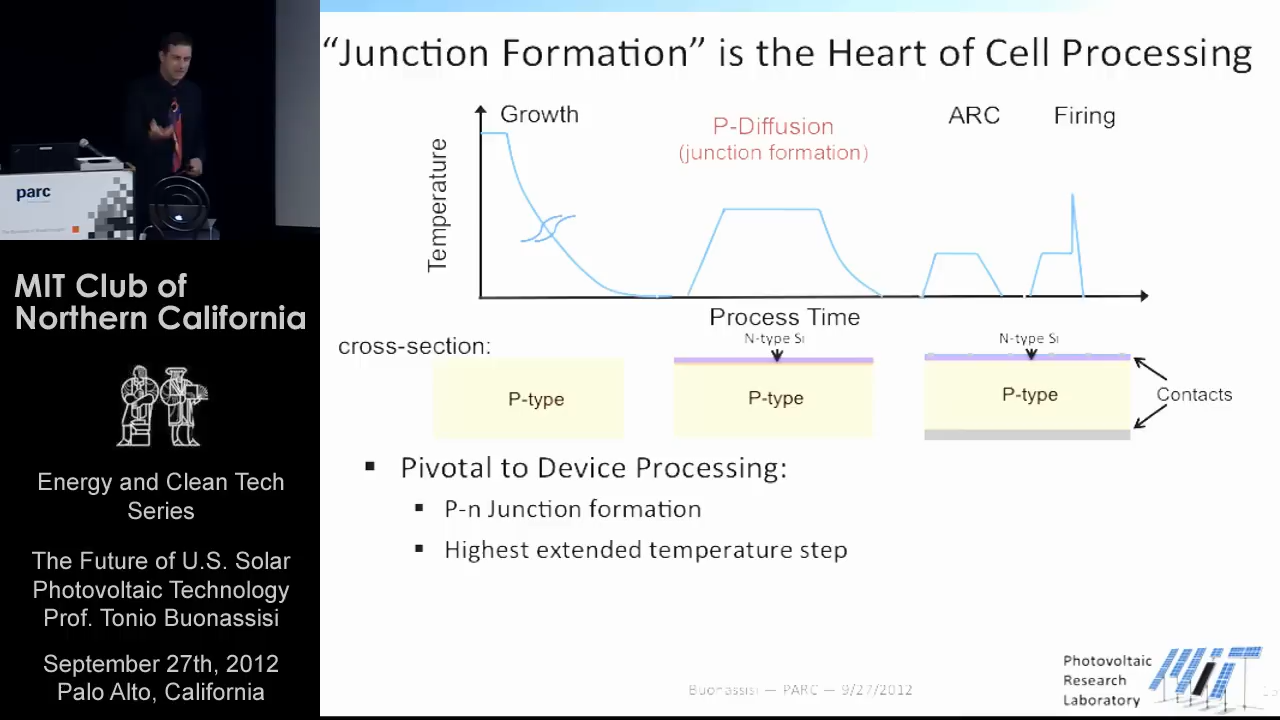 "Junction Formation" is the Heart of Cell Processing
Growth
P-Diffusion
(junction formation)
ARC
Firing
Temperature
Process Time
cross-section:
N-type Si
N-type Si
P-type
P-type
P-type
Contacts
▪ Pivotal to Device Processing:
▪ P-n Junction formation
▪ Highest extended temperature step
Buonassisi — PARC — 9/27/2012
Photovoltaic
Research
Laboratory
MIT
parc
MIT Club of
Northern California
Energy and Clean Tech
Series
The Future of U.S. Solar
Photovoltaic Technology
Prof. Tonio Buonassisi
September 27th, 2012
Palo Alto, California